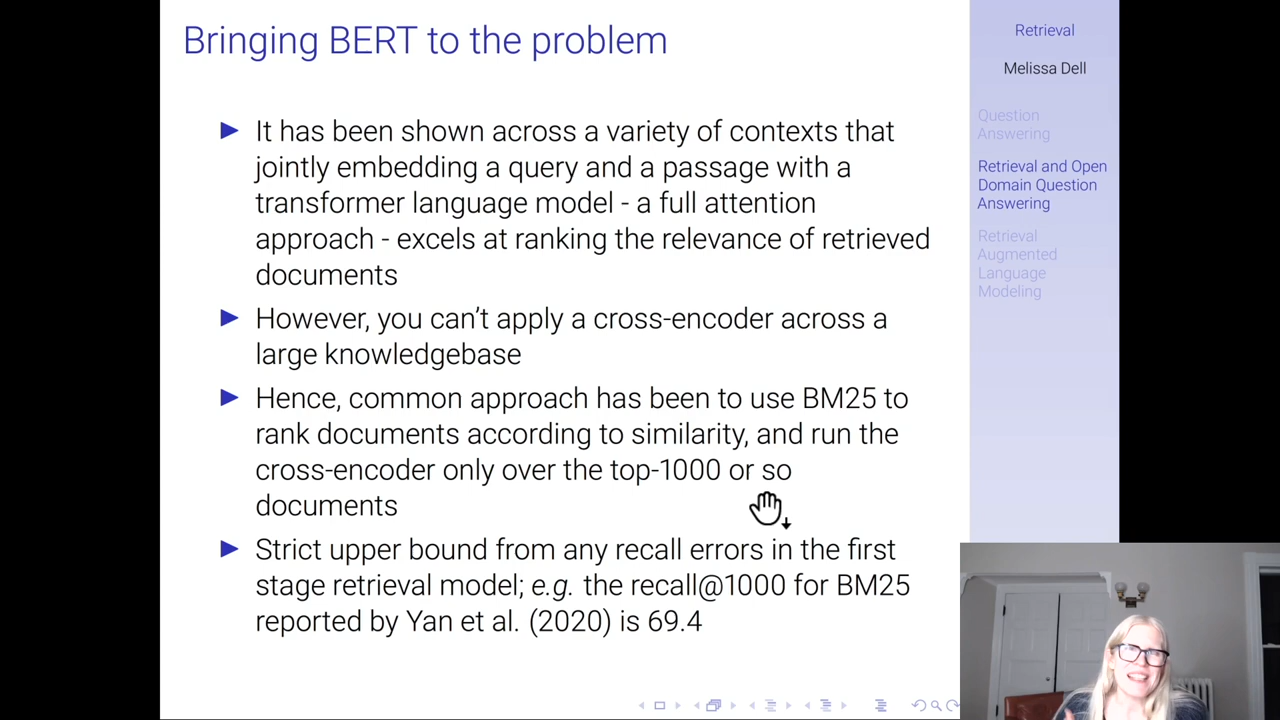 Bringing BERT to the problem
It has been shown across a variety of contexts that
jointly embedding a query and a passage with a
transformer language model - a full attention
approach - excels at ranking the relevance of retrieved
documents
However, you can't apply a cross-encoder across a
large knowledgebase
Hence, common approach has been to use BM25 to
rank documents according to similarity, and run the
cross-encoder only over the top-1000 or so
documents
Strict upper bound from any recall errors in the first
stage retrieval model; e.g. the recall@1000 for BM25
reported by Yan et al. (2020) is 69.4
Retrieval
Melissa Dell
Question
Answering
Retrieval and Open
Domain Question
Answering
Retrieval
Augmented
Language
Modeling